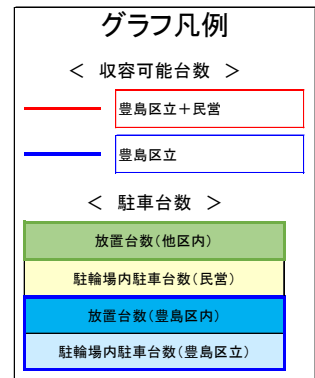 グラフ凡例
＜ 収容可能台数 ＞
豊島区立＋民営
豊島区立
＜ 駐車台数 ＞
放置台数(他区内)
駐輪場内駐車台数(民営)
放置台数(豊島区内)
駐輪場内駐車台数(豊島区立)